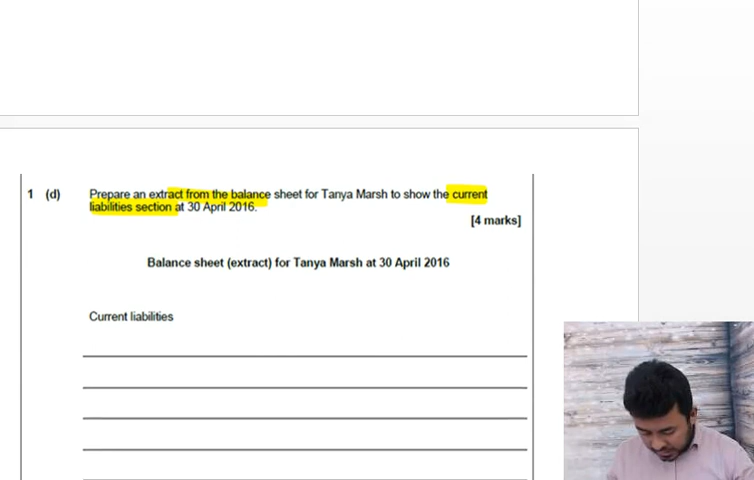 1 (d) Prepare an extract from the balance sheet for Tanya Marsh to show the current
liabilities section at 30 April 2016.
[4 marks]
Balance sheet (extract) for Tanya Marsh at 30 April 2016
Current liabilities